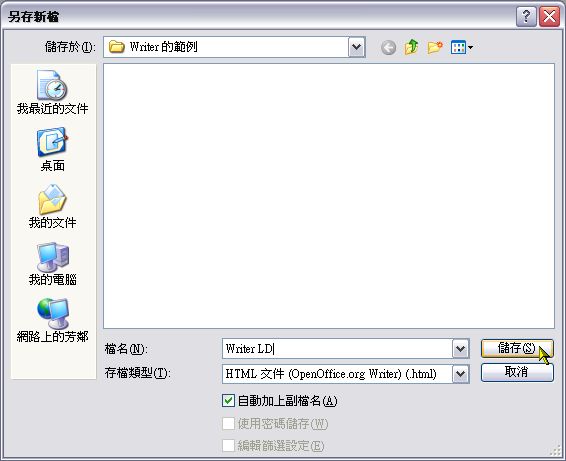 另存新檔
儲存於(I):
Writer 的範例
我最近的文件
桌面
我的文件
我的電腦
網路上的芳鄰
檔名(N):
Writer LD
儲存(S)
存檔類型(T):
HTML 文件 (OpenOffice.org Writer) (.html)
取消
自動加上副檔名(A)
使用密碼儲存(W)
編輯篩選設定(E)